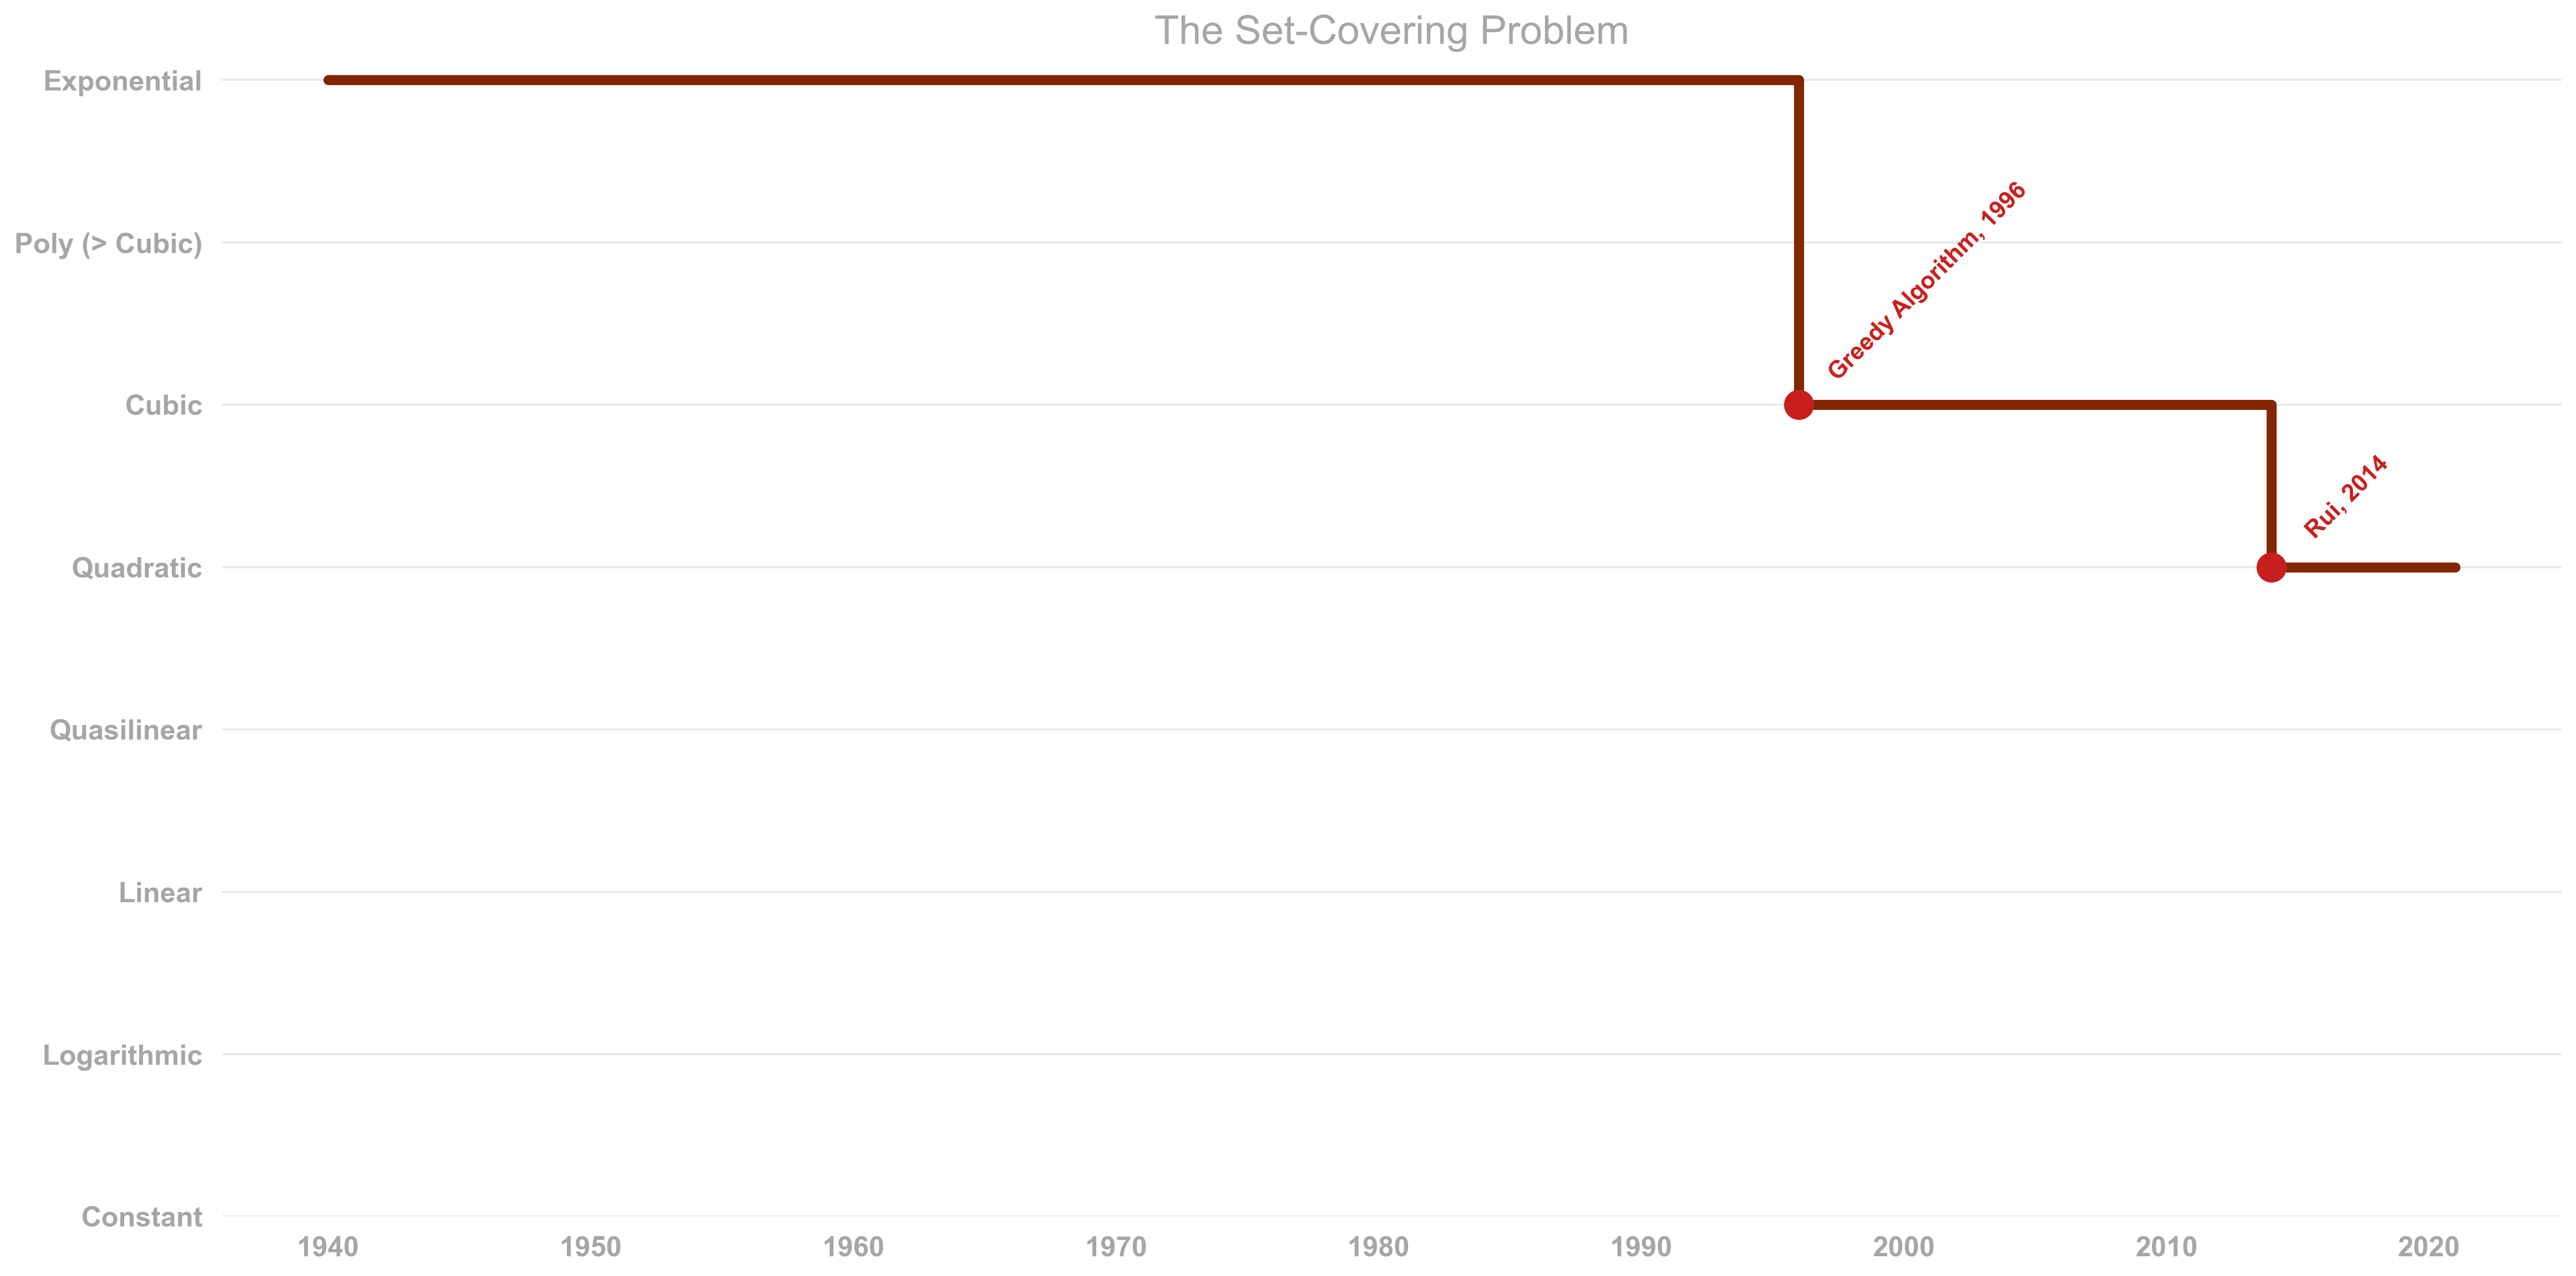 The Set-Covering Problem
Exponential
Poly (> Cubic)
Cubic
Quadratic
Quasilinear
Linear
Logarithmic
Constant
Greedy Algorithm, 1996
Rui, 2014
1940 1950 1960 1970 1980 1990 2000 2010 2020